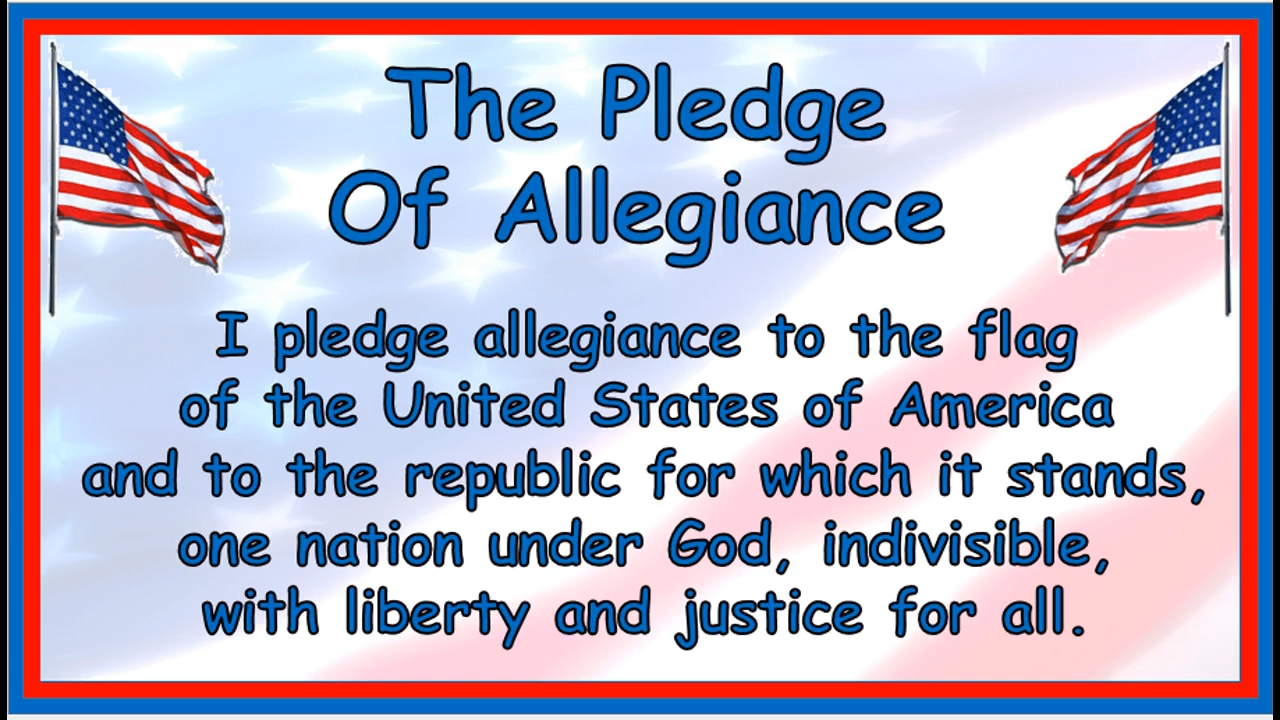 The Pledge
Of Allegiance
I pledge allegiance to the flag
of the United States of America
and to the republic for which it stands,
one nation under God, indivisible,
with liberty and justice for all.